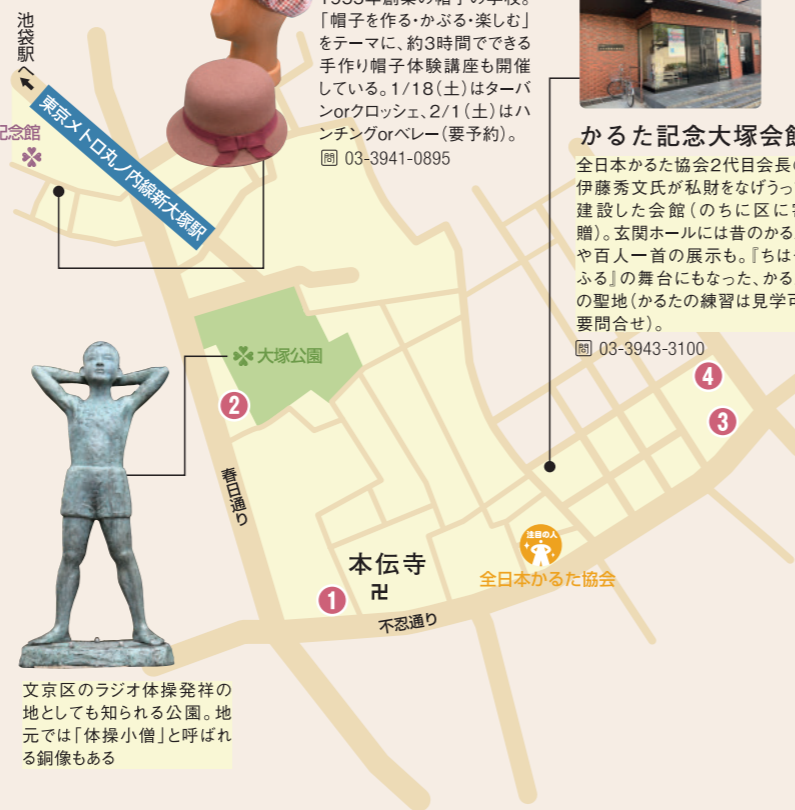 池袋駅へ
東京メトロ丸ノ内線新大塚駅
記念館
「帽子を作る・かぶる・楽しむ」
をテーマに、約3時間でできる
手作り帽子体験講座も開催
している。1/18(土)はターバ
ンorクロッシェ、2/1(土)はハ
ンチングorベレー(要予約)。
問 03-3941-0895
かるた記念大塚会館
全日本かるた協会2代目会長
伊藤秀文氏が私財をなげうっ
建設した会館(のちに区に
贈)。玄関ホールには昔のかる
や百人一首の展示も。『ちは
ふる』の舞台にもなった、かる
の聖地(かるたの練習は見学可
要問合せ)。
問 03-3943-3100
大塚公園
4
3
2
春日通り
注目の人
全日本かるた協会
本伝寺
卍
1
不忍通り
文京区のラジオ体操発祥の
地としても知られる公園。地
元では「体操小僧」と呼ばれ
る銅像もある